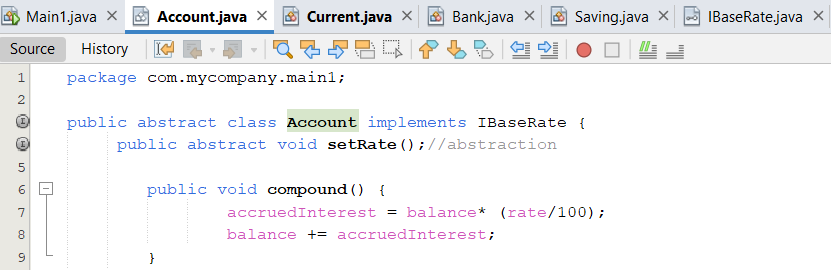 Main1.java Account.java Current.java Bank.java Saving.java IBaseRate.java
Source History
1 package com.mycompany.main1;
2
public abstract class Account implements IBaseRate {
public abstract void setRate();//abstraction
5
6 public void compound() {
7 accruedInterest = balance* (rate/100);
8 balance += accruedInterest;
9 }